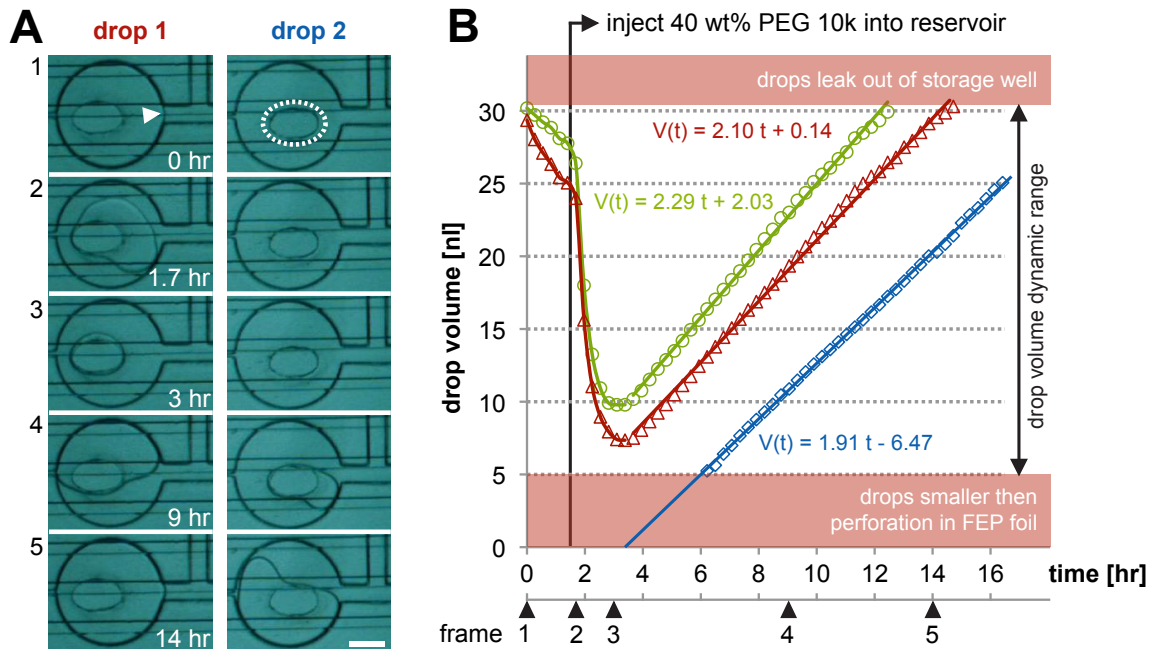 A
drop 1
drop 2
1
0 hr
2
1.7 hr
3
3 hr
4
9 hr
5
14 hr
B
inject 40 wt% PEG 10k into reservoir
drops leak out of storage well
V(t) = 2.10 t + 0.14
V(t) = 2.29 t + 2.03
V(t) = 1.91 t - 6.47
drops smaller then
perforation in FEP foil
drop volume dynamic range
drop volume [nl]
30
25
20
15
10
5
0
0 2 4 6 8 10 12 14 16 time [hr]
frame 1 2 3 4 5